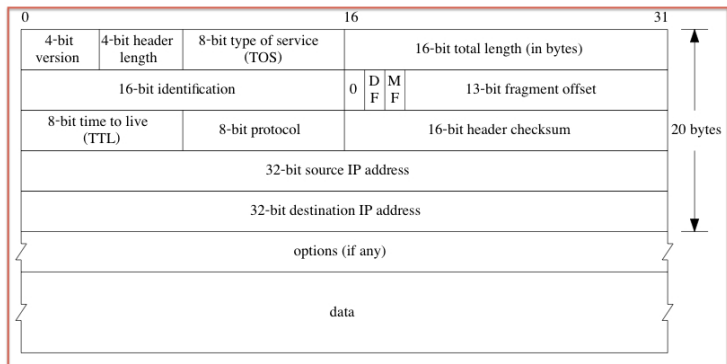 0 16 31
4-bit version
4-bit header length
8-bit type of service (TOS)
16-bit total length (in bytes)
16-bit identification
0
DF
MF
13-bit fragment offset
8-bit time to live (TTL)
8-bit protocol
16-bit header checksum
20 bytes
32-bit source IP address
32-bit destination IP address
options (if any)
data